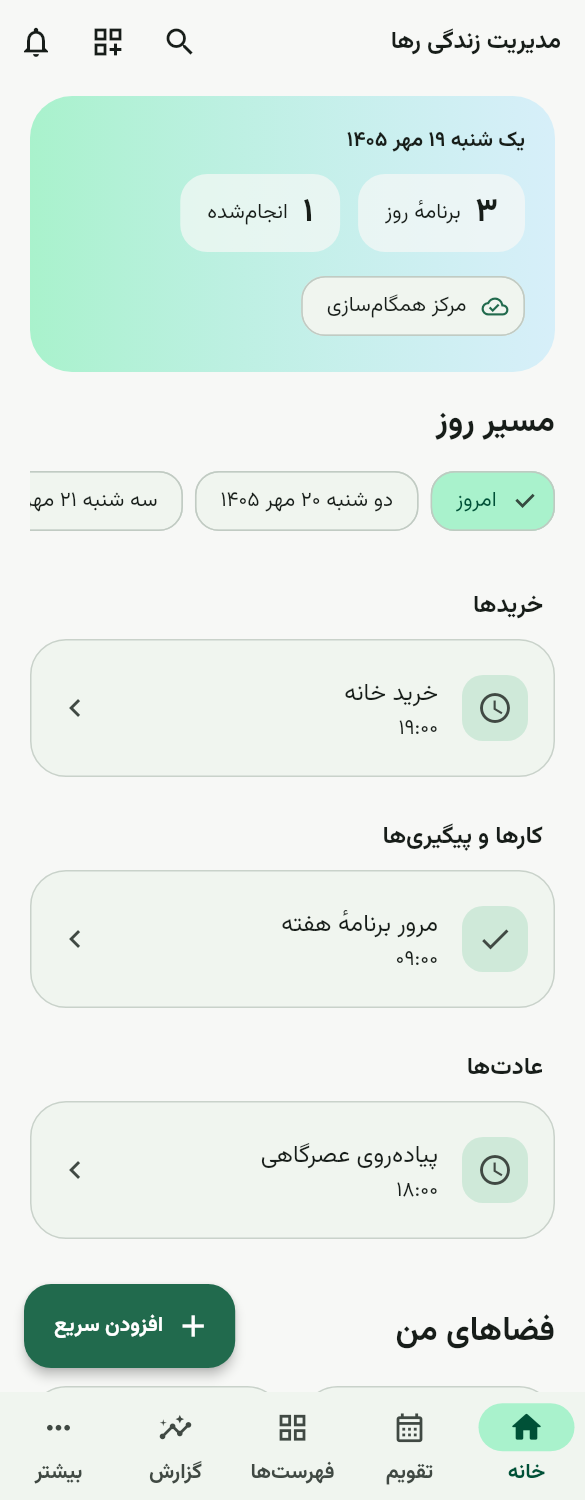 مدیریت زندگی رها
یک شنبه ۱۹ مهر ۱۴۰۵
۳ برنامهٔ روز
۱ انجام‌شده
مرکز همگام‌سازی
مسیر روز
امروز
دو شنبه ۲۰ مهر ۱۴۰۵
سه شنبه ۲۱ مهر
خریدها
خرید خانه
۱۹:۰۰
کارها و پیگیری‌ها
مرور برنامهٔ هفته
۰۹:۰۰
عادت‌ها
پیاده‌روی عصرگاهی
۱۸:۰۰
فضاهای من
افزودن سریع
خانه
تقویم
فهرست‌ها
گزارش
بیشتر